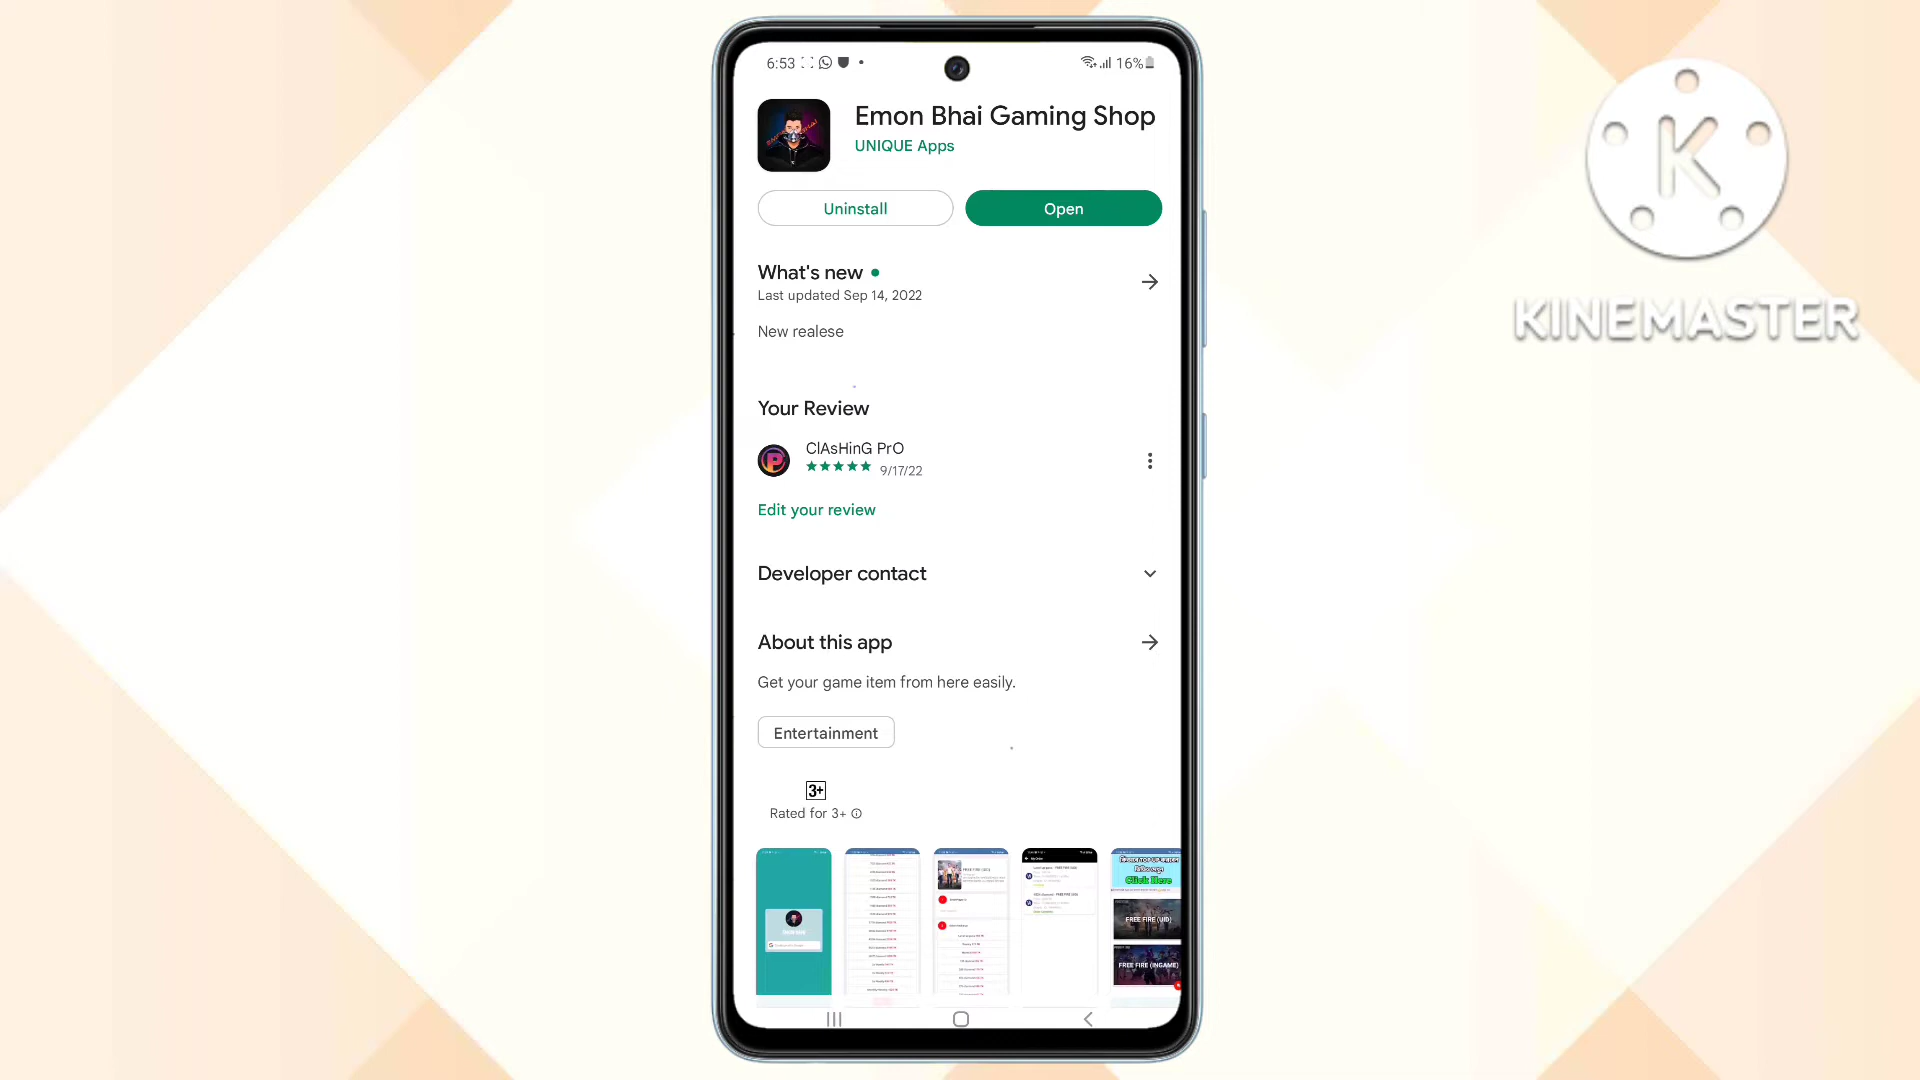 6:53
16%
Emon Bhai Gaming Shop
UNIQUE Apps
Uninstall
Open
What's new
Last updated Sep 14, 2022
New realese
Your Review
ClAsHinG PrO
9/17/22
Edit your review
Developer contact
About this app
Get your game item from here easily.
Entertainment
3+
Rated for 3+
Click Here
FREE FIRE (UID)
FREE FIRE (INGAME)
K
KINEMASTER